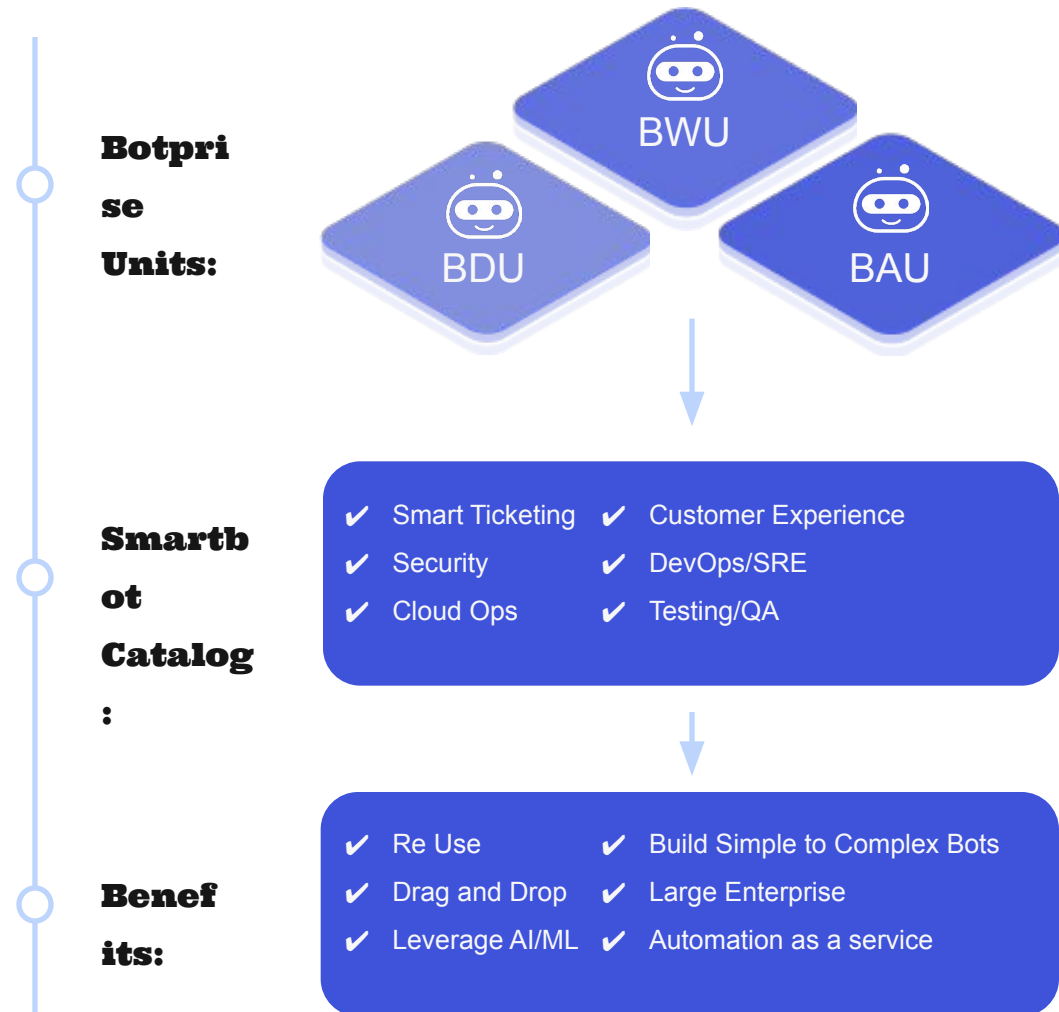 BWU
BDU
BAU
Botpri
se
Units:
Smartb
ot
Catalog
:
✔ Smart Ticketing ✔ Customer Experience
✔ Security ✔ DevOps/SRE
✔ Cloud Ops ✔ Testing/QA
Benef
its:
✔ Re Use ✔ Build Simple to Complex Bots
✔ Drag and Drop ✔ Large Enterprise
✔ Leverage AI/ML ✔ Automation as a service